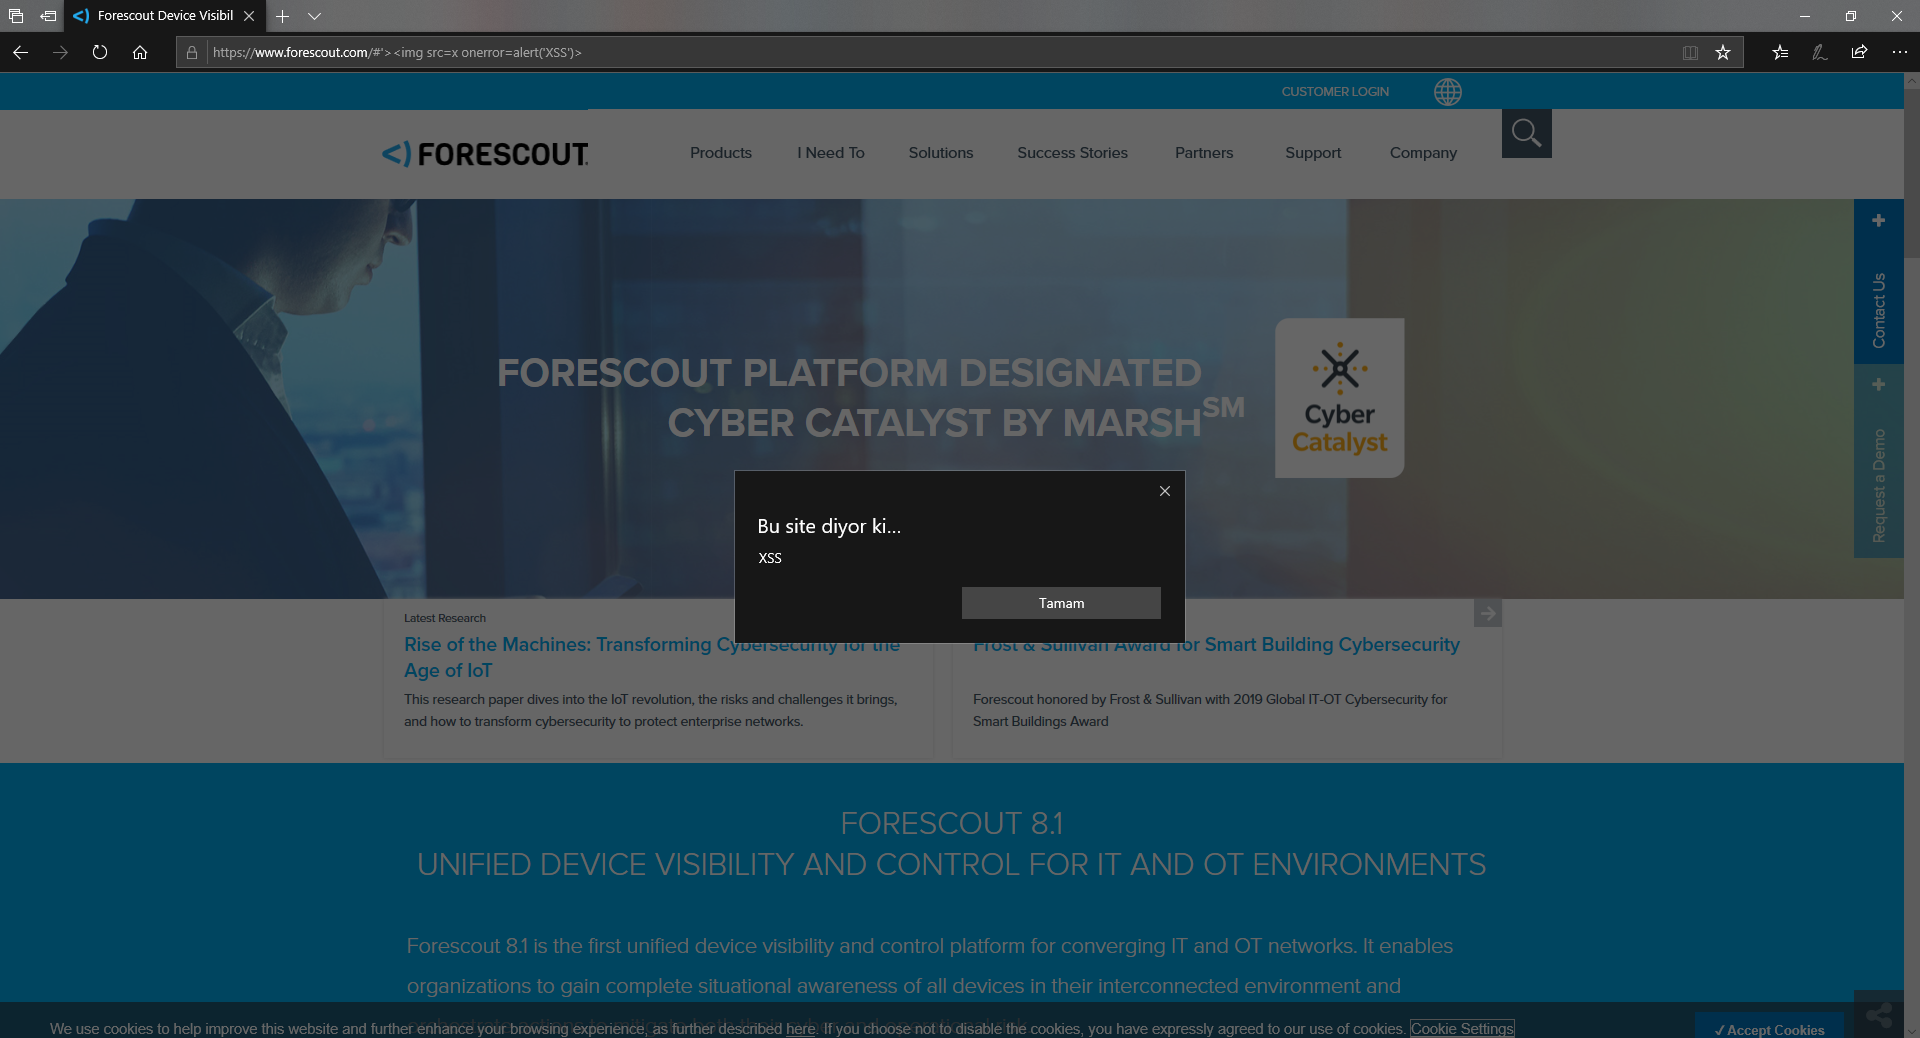 Forescout Device Visibil
https://www.forescout.com/#'><img src=x onerror=alert('XSS')>
CUSTOMER LOGIN
FORESCOUT
Products I Need To Solutions Success Stories Partners Support Company
Contact Us
Request a Demo
FORESCOUT PLATFORM DESIGNATED
CYBER CATALYST BY MARSH SM
Cyber
Catalyst
Bu site diyor ki...
XSS
Tamam
Latest Research
Rise of the Machines: Transforming Cybersecurity for the
Age of IoT
This research paper dives into the IoT revolution, the risks and challenges it brings,
and how to transform cybersecurity to protect enterprise networks.
Frost & Sullivan Award for Smart Building Cybersecurity
Forescout honored by Frost & Sullivan with 2019 Global IT-OT Cybersecurity for
Smart Buildings Award
FORESCOUT 8.1
UNIFIED DEVICE VISIBILITY AND CONTROL FOR IT AND OT ENVIRONMENTS
Forescout 8.1 is the first unified device visibility and control platform for converging IT and OT networks. It enables
organizations to gain complete situational awareness of all devices in their interconnected environment and
We use cookies to help improve this website and further enhance your browsing experience, as further described here. If you choose not to disable the cookies, you have expressly agreed to our use of cookies. Cookie Settings
✓Accept Cookies